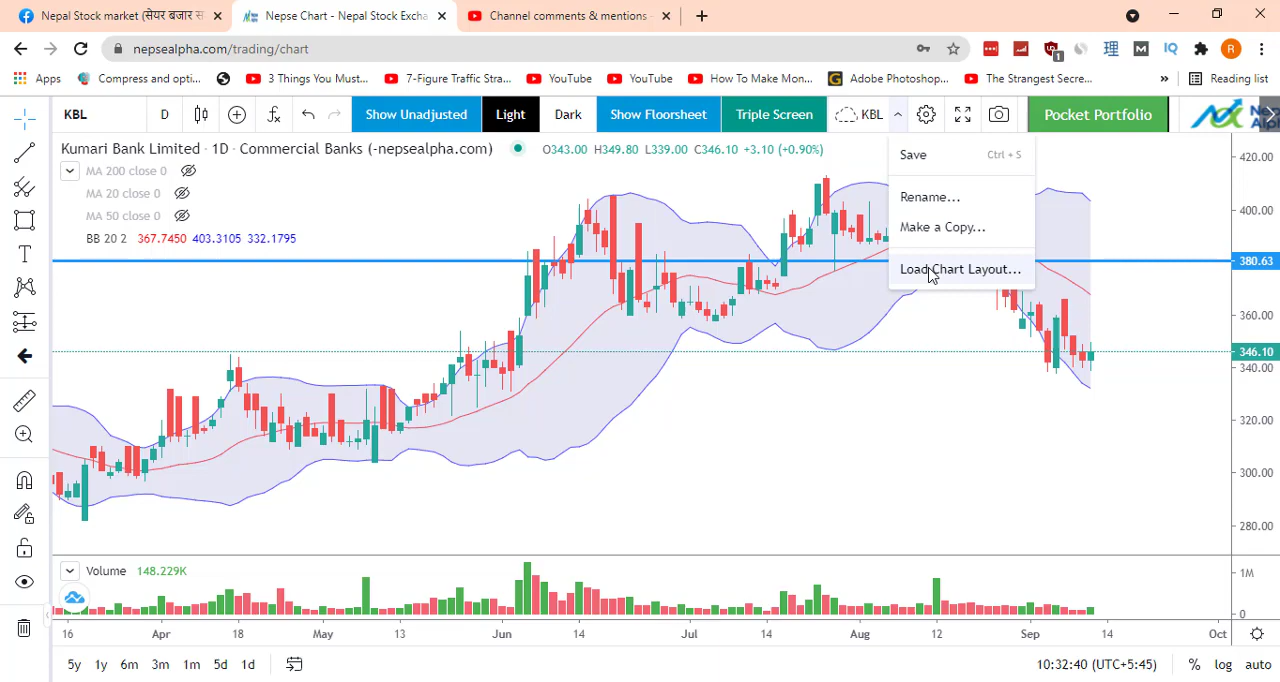 Nepal Stock market (सेयर बजार स
Nepse Chart - Nepal Stock Excha
Channel comments & mentions -
nepsealpha.com/trading/chart
1
理
M
IQ
R
Apps
Compress and opti...
3 Things You Must...
7-Figure Traffic Stra...
YouTube
YouTube
How To Make Mon...
Adobe Photoshop...
The Strangest Secre...
»
Reading list
KBL
D
Show Unadjusted
Light
Dark
Show Floorsheet
Triple Screen
KBL
Pocket Portfolio
Kumari Bank Limited · 1D · Commercial Banks (-nepsealpha.com)
O343.00 H349.80 L339.00 C346.10 +3.10 (+0.90%)
MA 200 close 0
MA 20 close 0
MA 50 close 0
BB 20 2 367.7450 403.3105 332.1795
Save Ctrl + S
Rename...
Make a Copy...
Load Chart Layout...
420.00
400.00
380.63
360.00
346.10
340.00
320.00
300.00
280.00
Volume 148.229K
1M
0
16 Apr 18 May 13 Jun 14 Jul 14 Aug 12 Sep 14 Oct
5y 1y 6m 3m 1m 5d 1d
10:32:40 (UTC+5:45)
% log auto